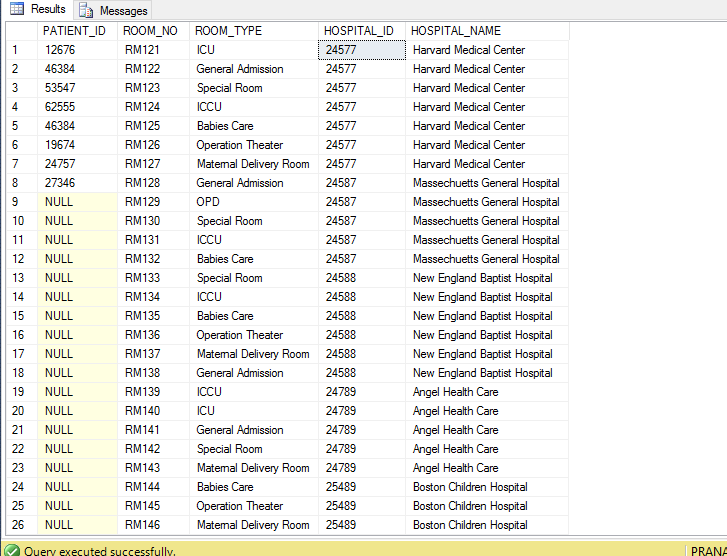 Results Messages
PATIENT_ID ROOM_NO ROOM_TYPE HOSPITAL_ID HOSPITAL_NAME
1 12676 RM121 ICU 24577 Harvard Medical Center
2 46384 RM122 General Admission 24577 Harvard Medical Center
3 53547 RM123 Special Room 24577 Harvard Medical Center
4 62555 RM124 ICCU 24577 Harvard Medical Center
5 46384 RM125 Babies Care 24577 Harvard Medical Center
6 19674 RM126 Operation Theater 24577 Harvard Medical Center
7 24757 RM127 Maternal Delivery Room 24577 Harvard Medical Center
8 27346 RM128 General Admission 24587 Massechuetts General Hospital
9 NULL RM129 OPD 24587 Massechuetts General Hospital
10 NULL RM130 Special Room 24587 Massechuetts General Hospital
11 NULL RM131 ICCU 24587 Massechuetts General Hospital
12 NULL RM132 Babies Care 24587 Massechuetts General Hospital
13 NULL RM133 Special Room 24588 New England Baptist Hospital
14 NULL RM134 ICCU 24588 New England Baptist Hospital
15 NULL RM135 Babies Care 24588 New England Baptist Hospital
16 NULL RM136 Operation Theater 24588 New England Baptist Hospital
17 NULL RM137 Maternal Delivery Room 24588 New England Baptist Hospital
18 NULL RM138 General Admission 24588 New England Baptist Hospital
19 NULL RM139 ICCU 24789 Angel Health Care
20 NULL RM140 ICU 24789 Angel Health Care
21 NULL RM141 General Admission 24789 Angel Health Care
22 NULL RM142 Special Room 24789 Angel Health Care
23 NULL RM143 Maternal Delivery Room 24789 Angel Health Care
24 NULL RM144 Babies Care 25489 Boston Children Hospital
25 NULL RM145 Operation Theater 25489 Boston Children Hospital
26 NULL RM146 Maternal Delivery Room 25489 Boston Children Hospital
Query executed successfully. PRANA